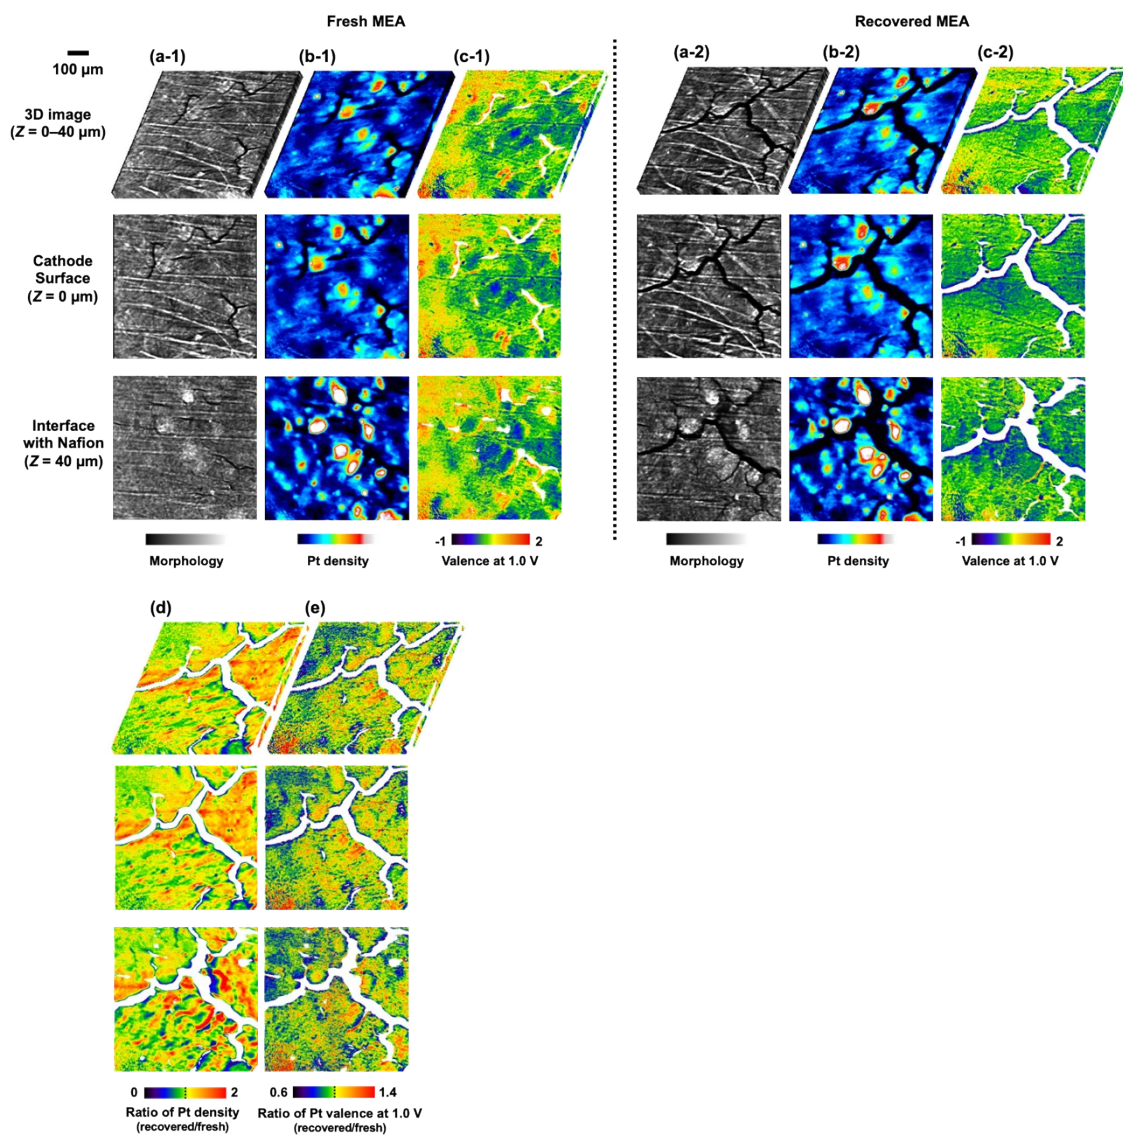 Fresh MEA
Recovered MEA
100 µm
(a-1)
(b-1)
(c-1)
(a-2)
(b-2)
(c-2)
3D image
(Z = 0–40 µm)
Cathode
Surface
(Z = 0 µm)
Interface
with Nafion
(Z = 40 µm)
Morphology
Pt density
-1
2
Valence at 1.0 V
Morphology
Pt density
-1
2
Valence at 1.0 V
(d)
(e)
0
2
Ratio of Pt density
(recovered/fresh)
0.6
1.4
Ratio of Pt valence at 1.0 V
(recovered/fresh)